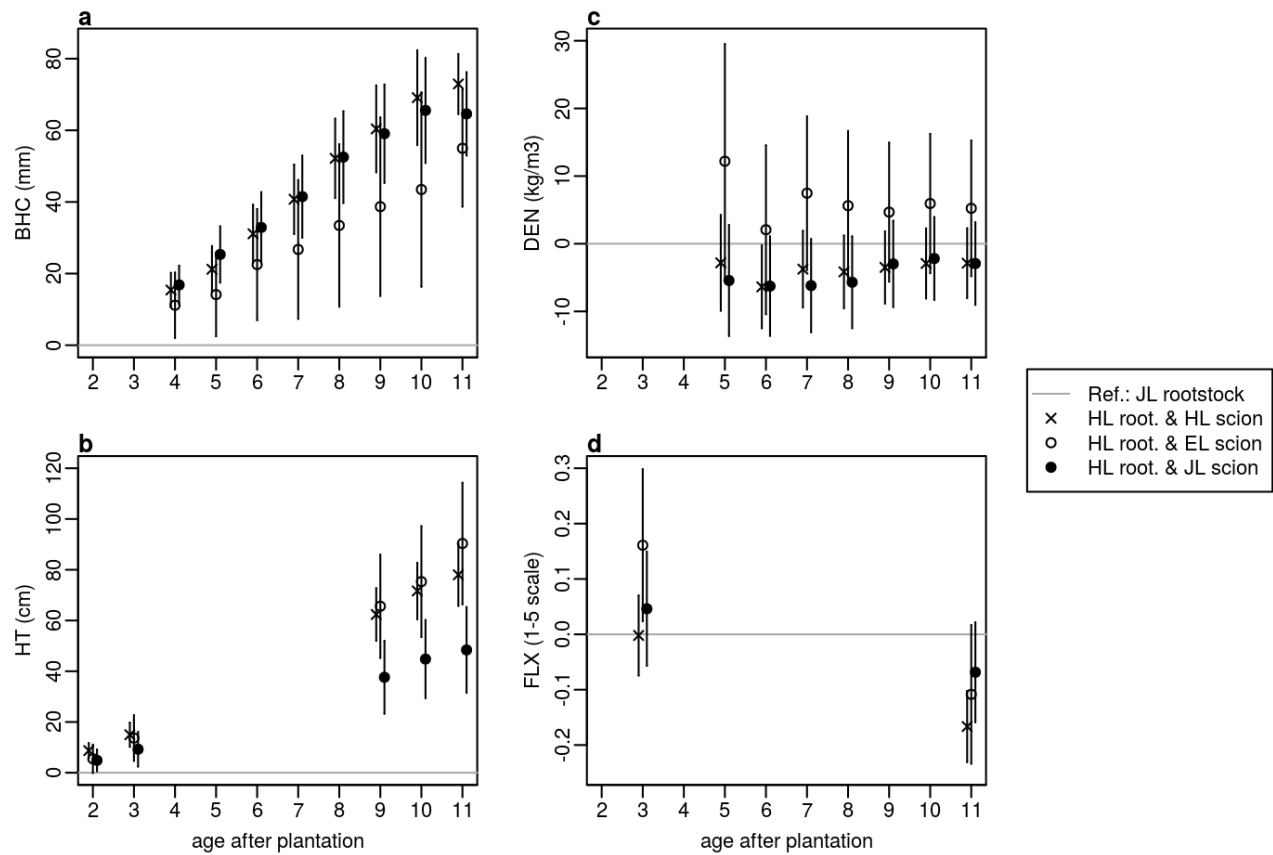 a
BHC (mm)
80
60
40
20
0
2 3 4 5 6 7 8 9 10 11
c
DEN (kg/m3)
30
20
10
0
-10
2 3 4 5 6 7 8 9 10 11
b
HT (cm)
120
100
80
60
40
20
0
2 3 4 5 6 7 8 9 10 11
age after plantation
d
FLX (1-5 scale)
0.3
0.2
0.1
0.0
-0.1
-0.2
2 3 4 5 6 7 8 9 10 11
age after plantation
Ref.: JL rootstock
HL root. & HL scion
HL root. & EL scion
HL root. & JL scion